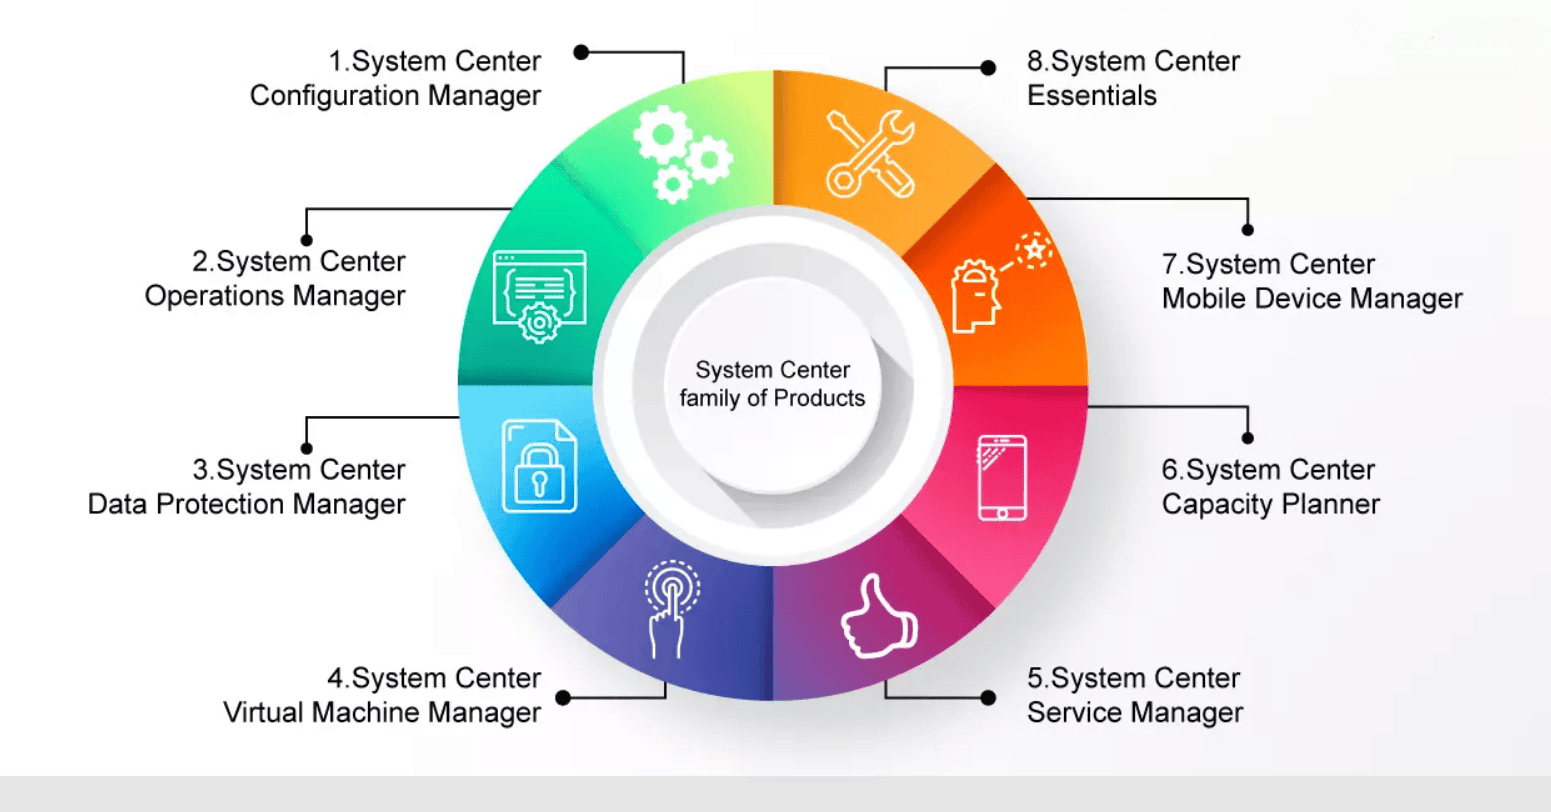 1.System Center
Configuration Manager
2.System Center
Operations Manager
3.System Center
Data Protection Manager
4.System Center
Virtual Machine Manager
5.System Center
Service Manager
6.System Center
Capacity Planner
7.System Center
Mobile Device Manager
8.System Center
Essentials
System Center
family of Products